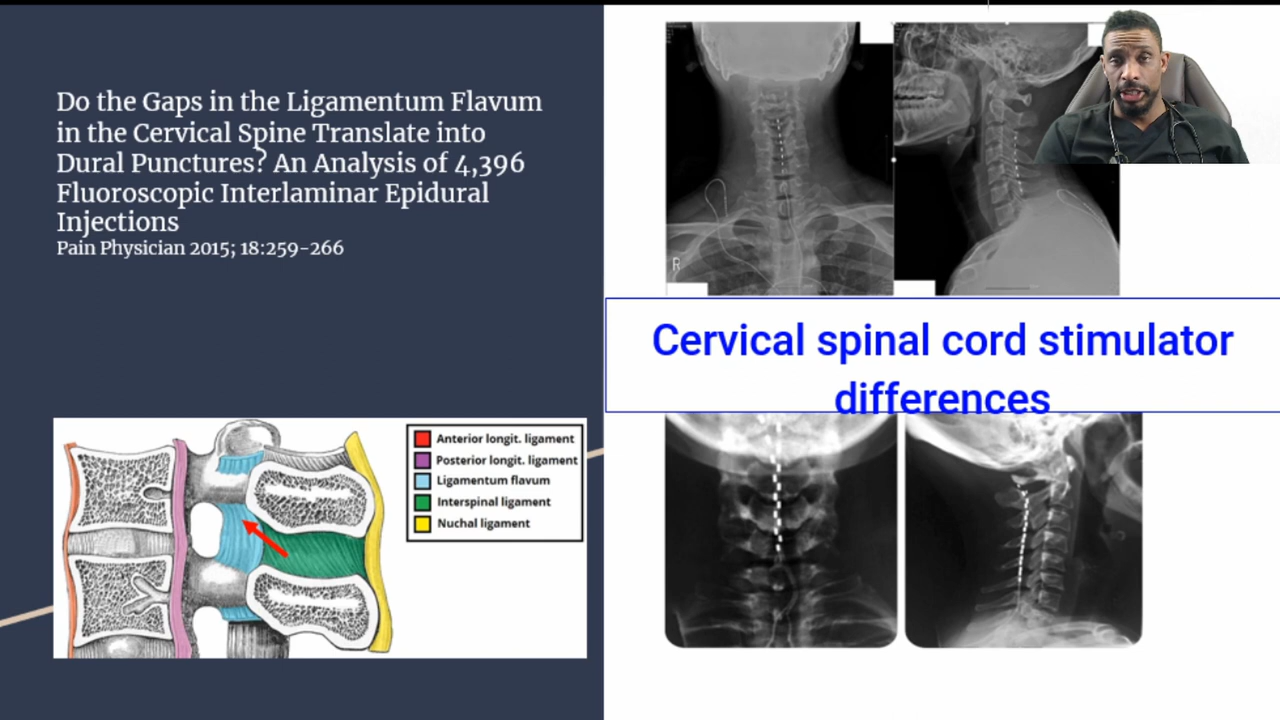 Do the Gaps in the Ligamentum Flavum
in the Cervical Spine Translate into
Dural Punctures? An Analysis of 4,396
Fluoroscopic Interlaminar Epidural
Injections
Pain Physician 2015; 18:259-266
Anterior longit. ligament
Posterior longit. ligament
Ligamentum flavum
Interspinal ligament
Nuchal ligament
R
Cervical spinal cord stimulator
differences